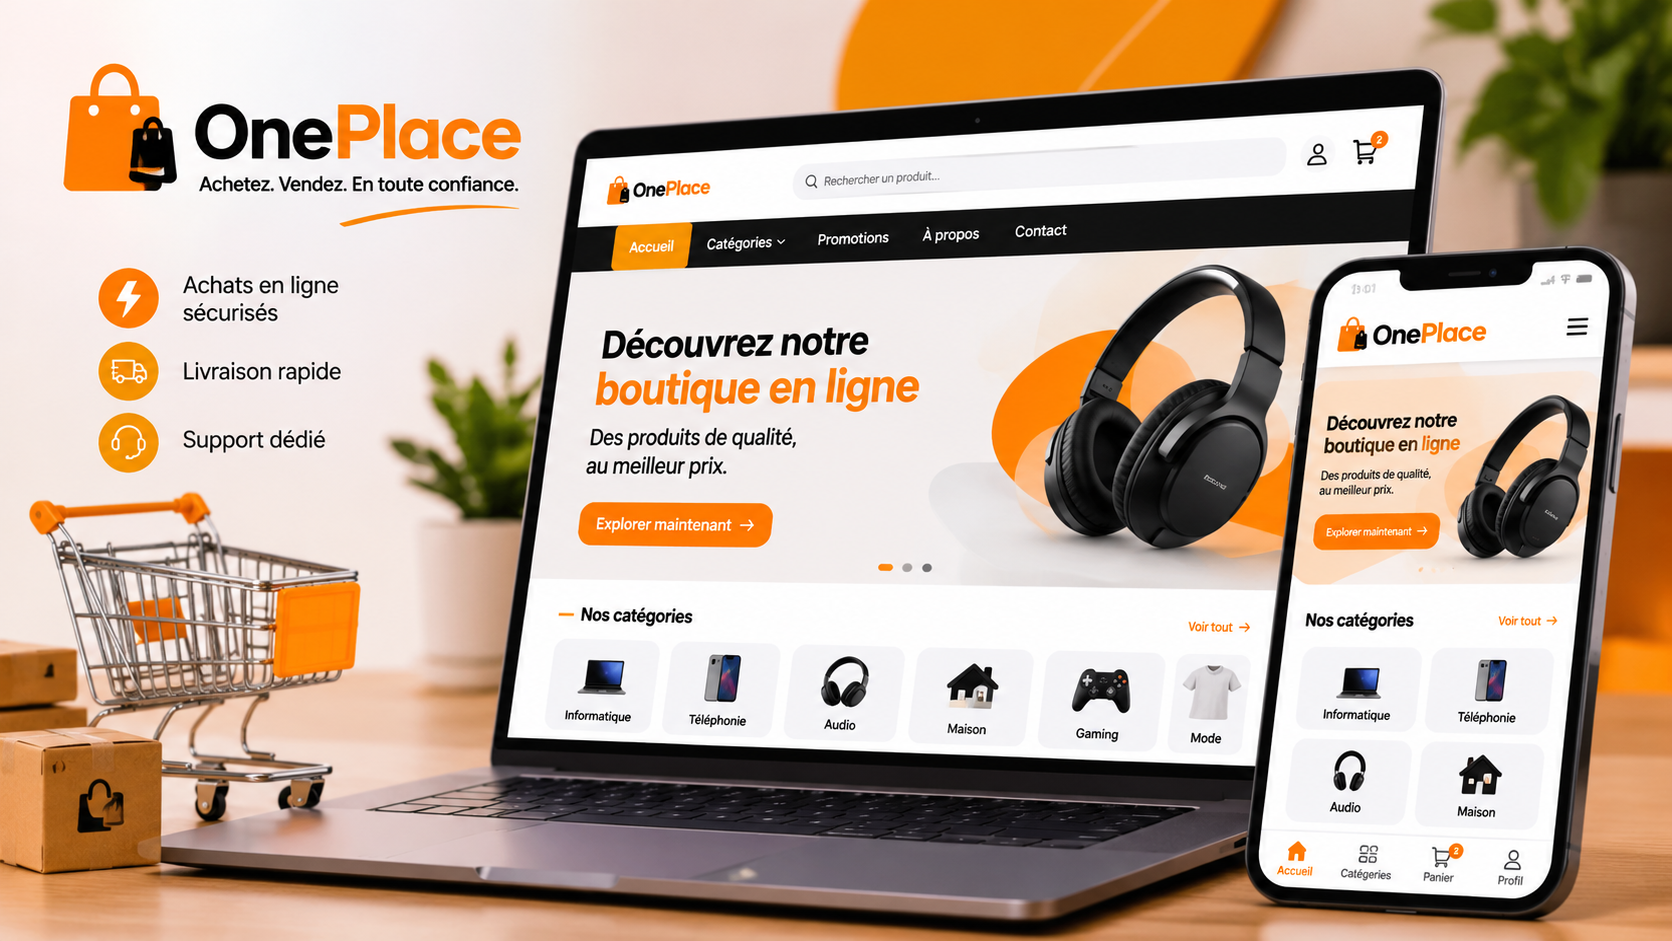 OnePlace
Achetez. Vendez. En toute confiance.
Achats en ligne
sécurisés
Livraison rapide
Support dédié
OnePlace
Rechercher un produit...
2
Accueil
Catégories
Promotions
À propos
Contact
Découvrez notre
boutique en ligne
Des produits de qualité,
au meilleur prix.
Explorer maintenant →
Nos catégories
Voir tout →
Informatique
Téléphonie
Audio
Maison
Gaming
Mode
OnePlace
Découvrez notre
boutique en ligne
Des produits de qualité,
au meilleur prix.
Explorer maintenant →
Nos catégories
Voir tout →
Informatique
Téléphonie
Audio
Maison
2
Accueil
Catégeries
Panier
Profil